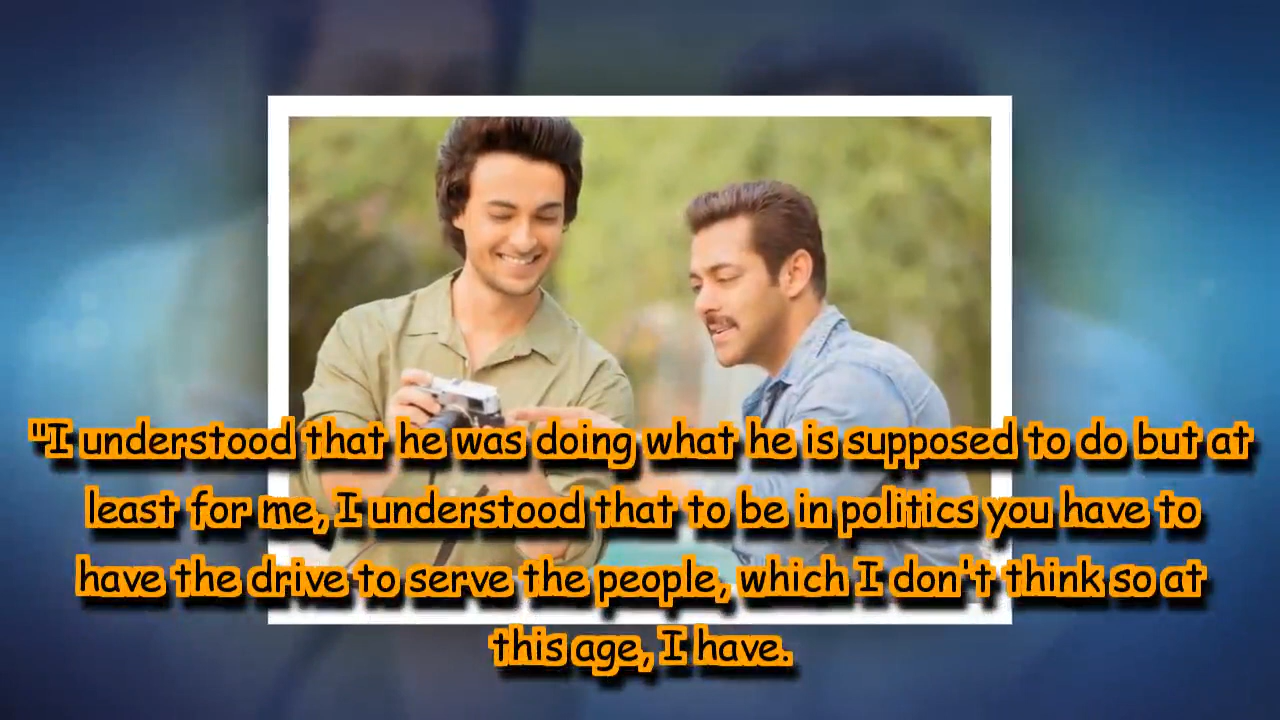 "I understood that he was doing what he is supposed to do but at
least for me, I understood that to be in politics you have to
have the drive to serve the people, which I don't think so at
this age, I have.